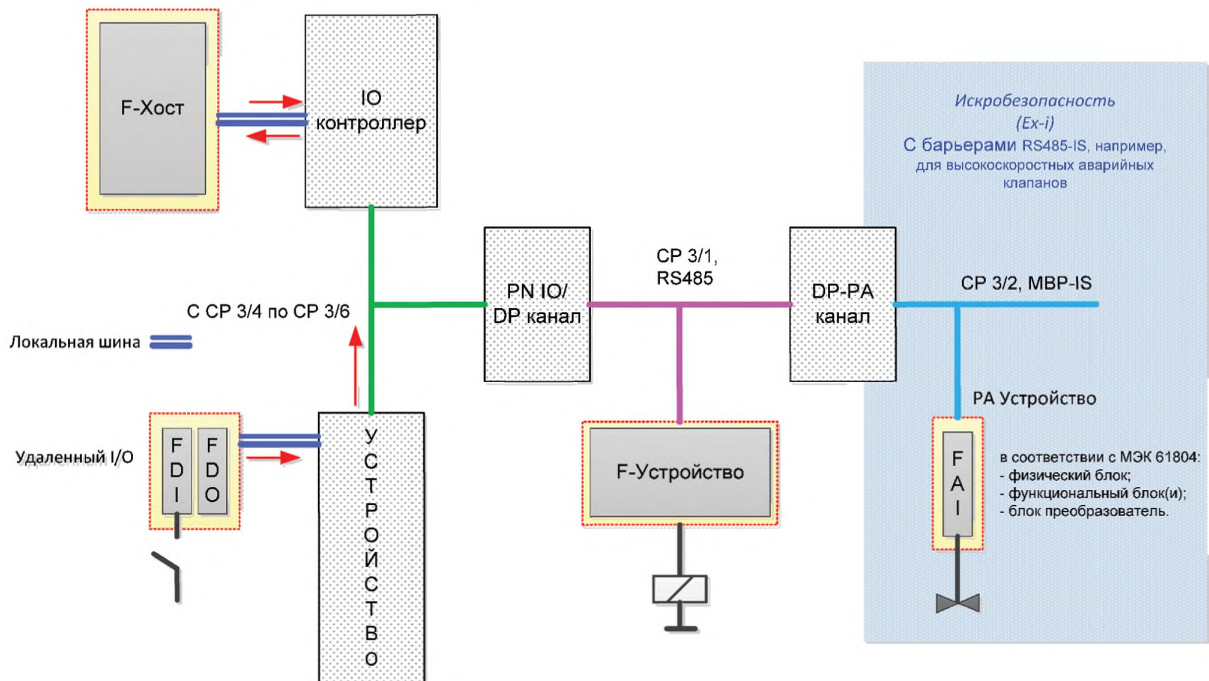 F-Хост
IO
контроллер
Искробезопасность
(Ex-i)
С барьерами RS485-IS, например,
для высокоскоростных аварийных
клапанов
CP 3/1,
RS485
PN IO/
DP канал
DP-PA
канал
CP 3/2, MBP-IS
С CP 3/4 по CP 3/6
Локальная шина
PA Устройство
Удаленный I/O
F
D
I
F
D
O
У
С
Т
Р
О
Й
С
Т
В
О
F-Устройство
F
A
I
в соответствии с МЭК 61804:
- физический блок;
- функциональный блок(и);
- блок преобразователь.